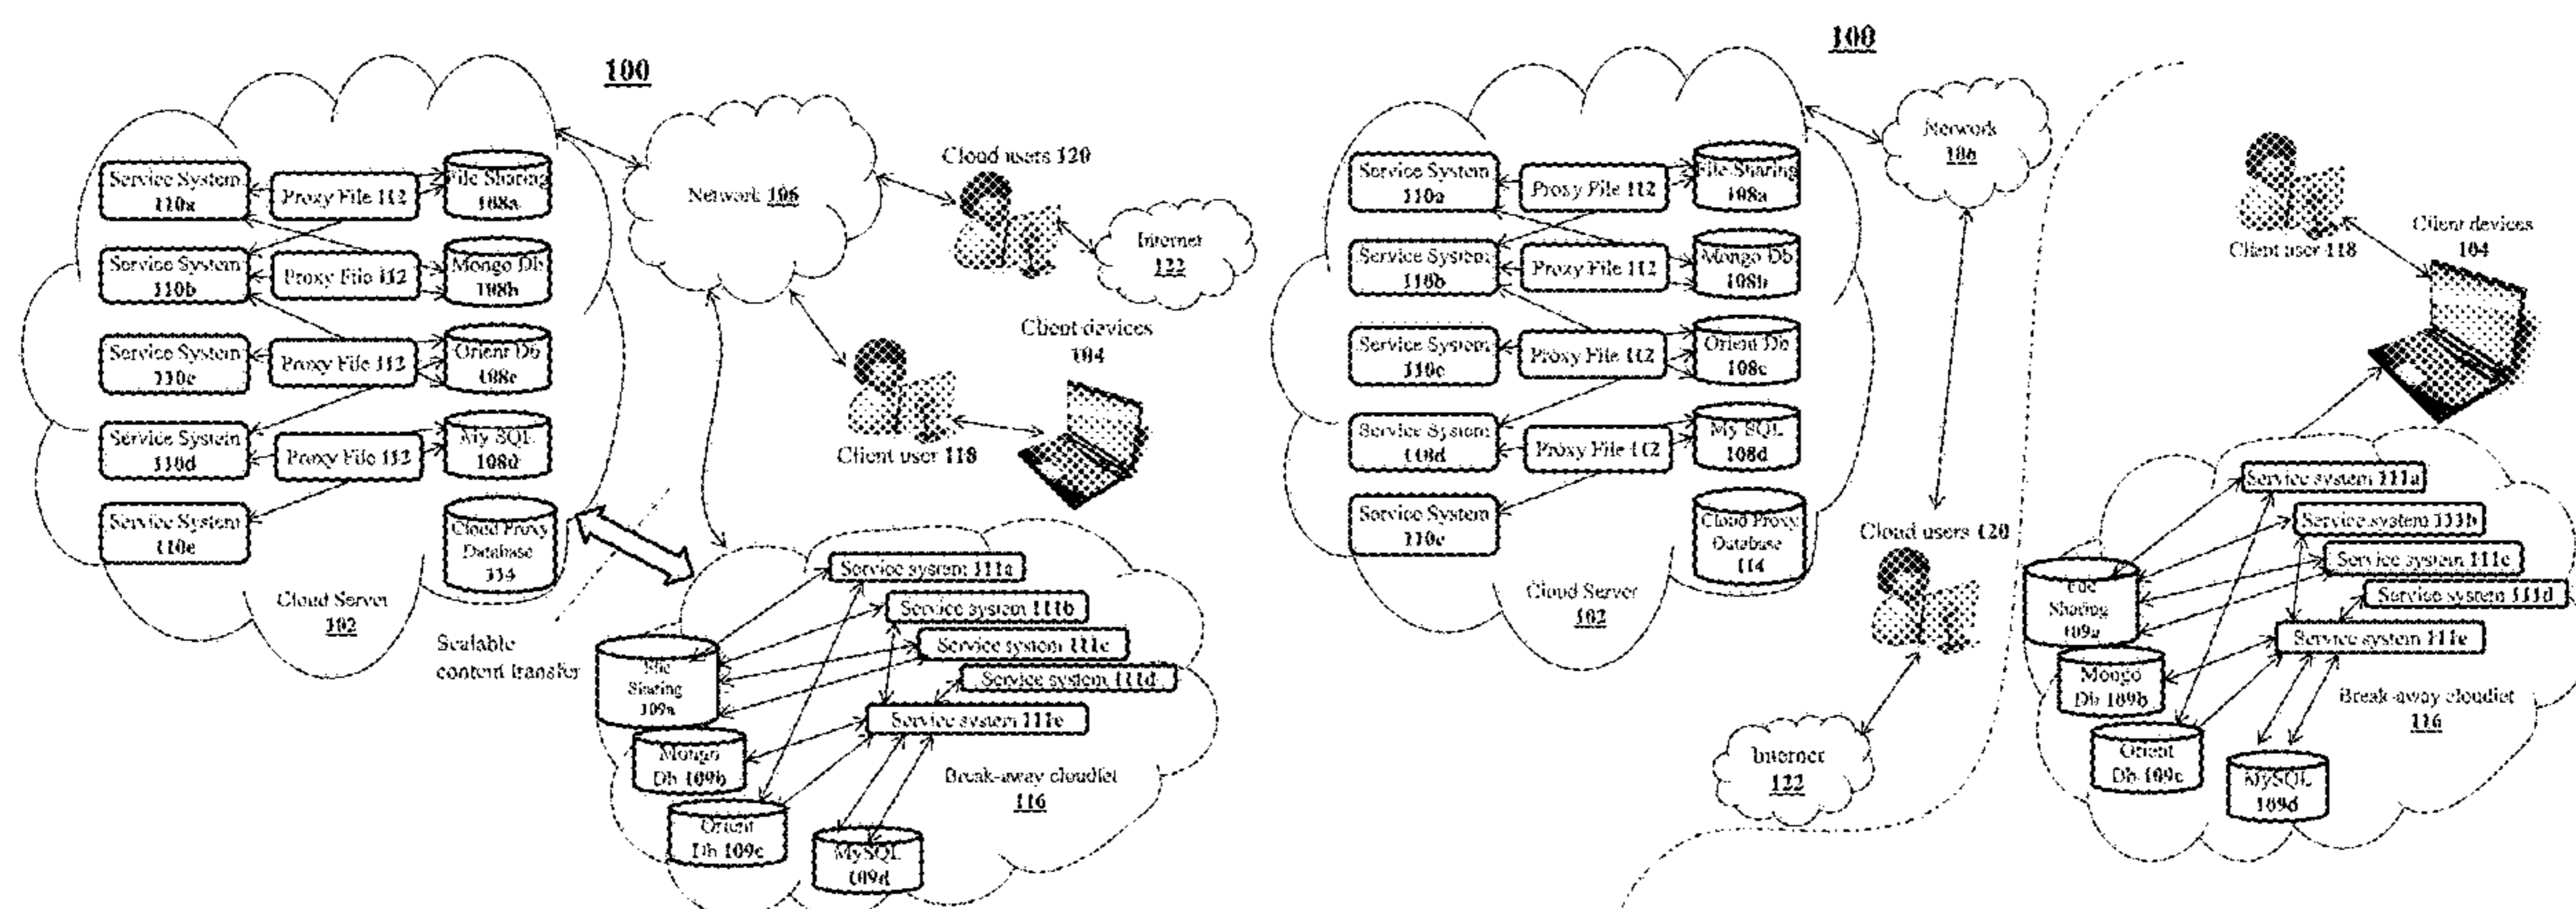 100
Service System
110a
Proxy File 112
File Sharing
108a
Service System
110b
Proxy File 112
Mongo Db
108b
Service System
110c
Proxy File 112
Orient Db
108c
Service System
110d
Proxy File 112
My SQL
108d
Service System
110e
Cloud Proxy
Database
114
Cloud Server
102
Network 106
Cloud users 120
Internet
122
Client devices
104
Client user 118
Scalable
content transfer
Service system 111a
Service system 111b
Service system 111c
Service system 111d
Service system 111e
File
Sharing
109a
Mongo
Db 109b
Orient
Db 109c
MySQL
109d
Break-away cloudlet
116
100
Service System
110a
Proxy File 112
File Sharing
108a
Service System
110b
Proxy File 112
Mongo Db
108b
Service System
110c
Proxy File 112
Orient Db
108c
Service System
110d
Proxy File 112
My SQL
108d
Service System
110e
Cloud Proxy
Database
114
Cloud Server
102
Network
106
Cloud users 120
Internet
122
Client user 118
Client devices
104
Service system 111a
Service system 111b
Service system 111c
Service system 111d
Service system 111e
File
Sharing
109a
Mongo
Db 109b
Orient
Db 109c
MySQL
109d
Break-away cloudlet
116